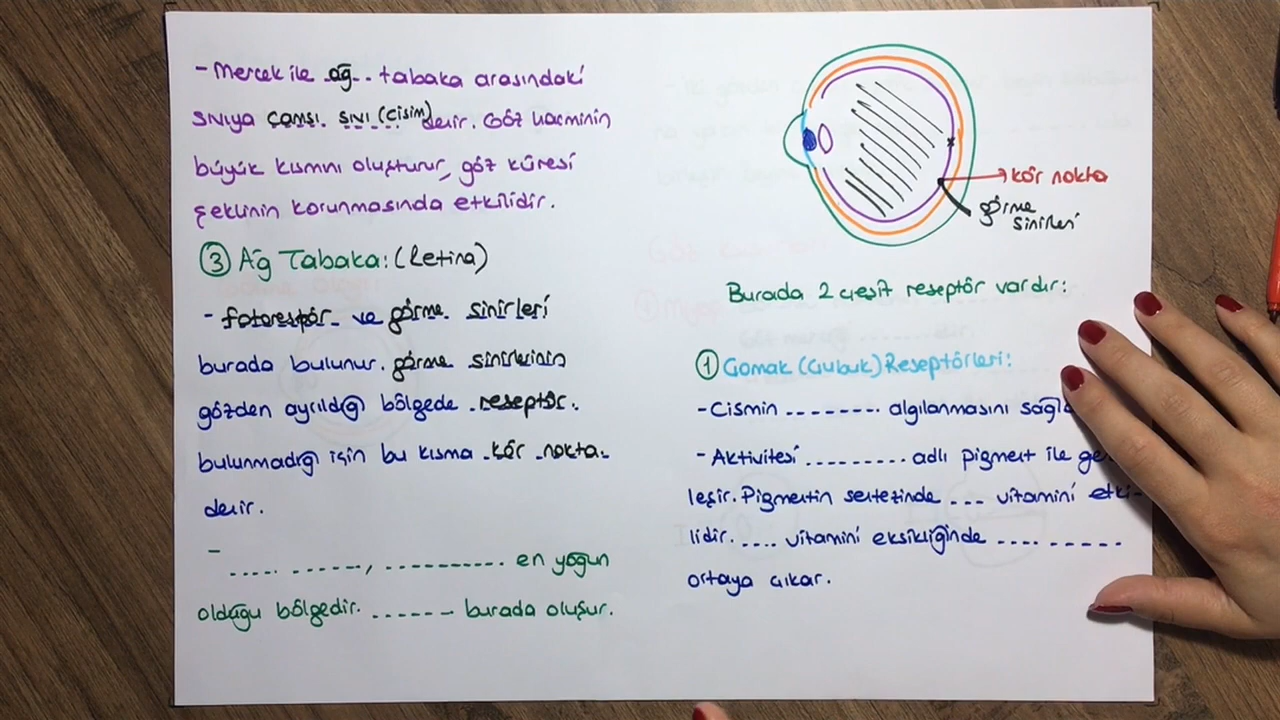 - Mercek ile ağ.. tabaka arasındaki
sıvıya camsı. sıvı (cisim) denir. Göz hacminin
büyük kısmını oluşturur, göz küresi
şeklinin korunmasında etkilidir.
③ Ağ Tabaka: (Retina)
- fotoresptör. ve görme. sinirleri
burada bulunur. görme sinirlerinin
gözden ayrıldığı bölgede .reseptör.
bulunmadığı için bu kısma .kör .nokta.
denir.
- .... ......, .......... en yoğun
olduğu bölgedir. ...... burada oluşur.
kör nokta
görme
sinirleri
Burada 2 çeşit reseptör vardır:
① Çomak (Çubuk) Reseptörleri:
- Cismin ........ algılanmasını sağla
- Aktivitesi ......... adlı pigment ile ge
leşir. Pigmentin sentezinde ... vitamini etki-
lidir. .... vitamini eksikliğinde .... .....
ortaya çıkar.